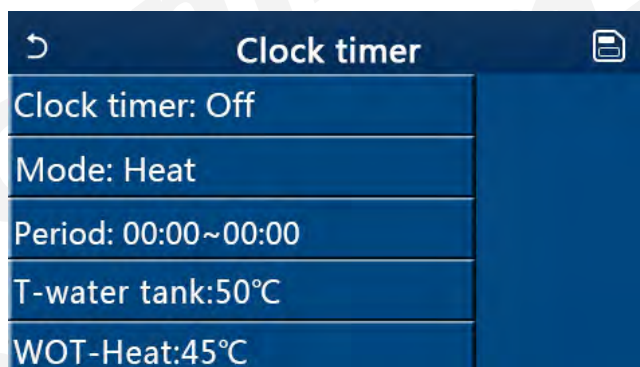 Clock timer
Clock timer: Off
Mode: Heat
Period: 00:00~00:00
T-water tank:50℃
WOT-Heat:45℃